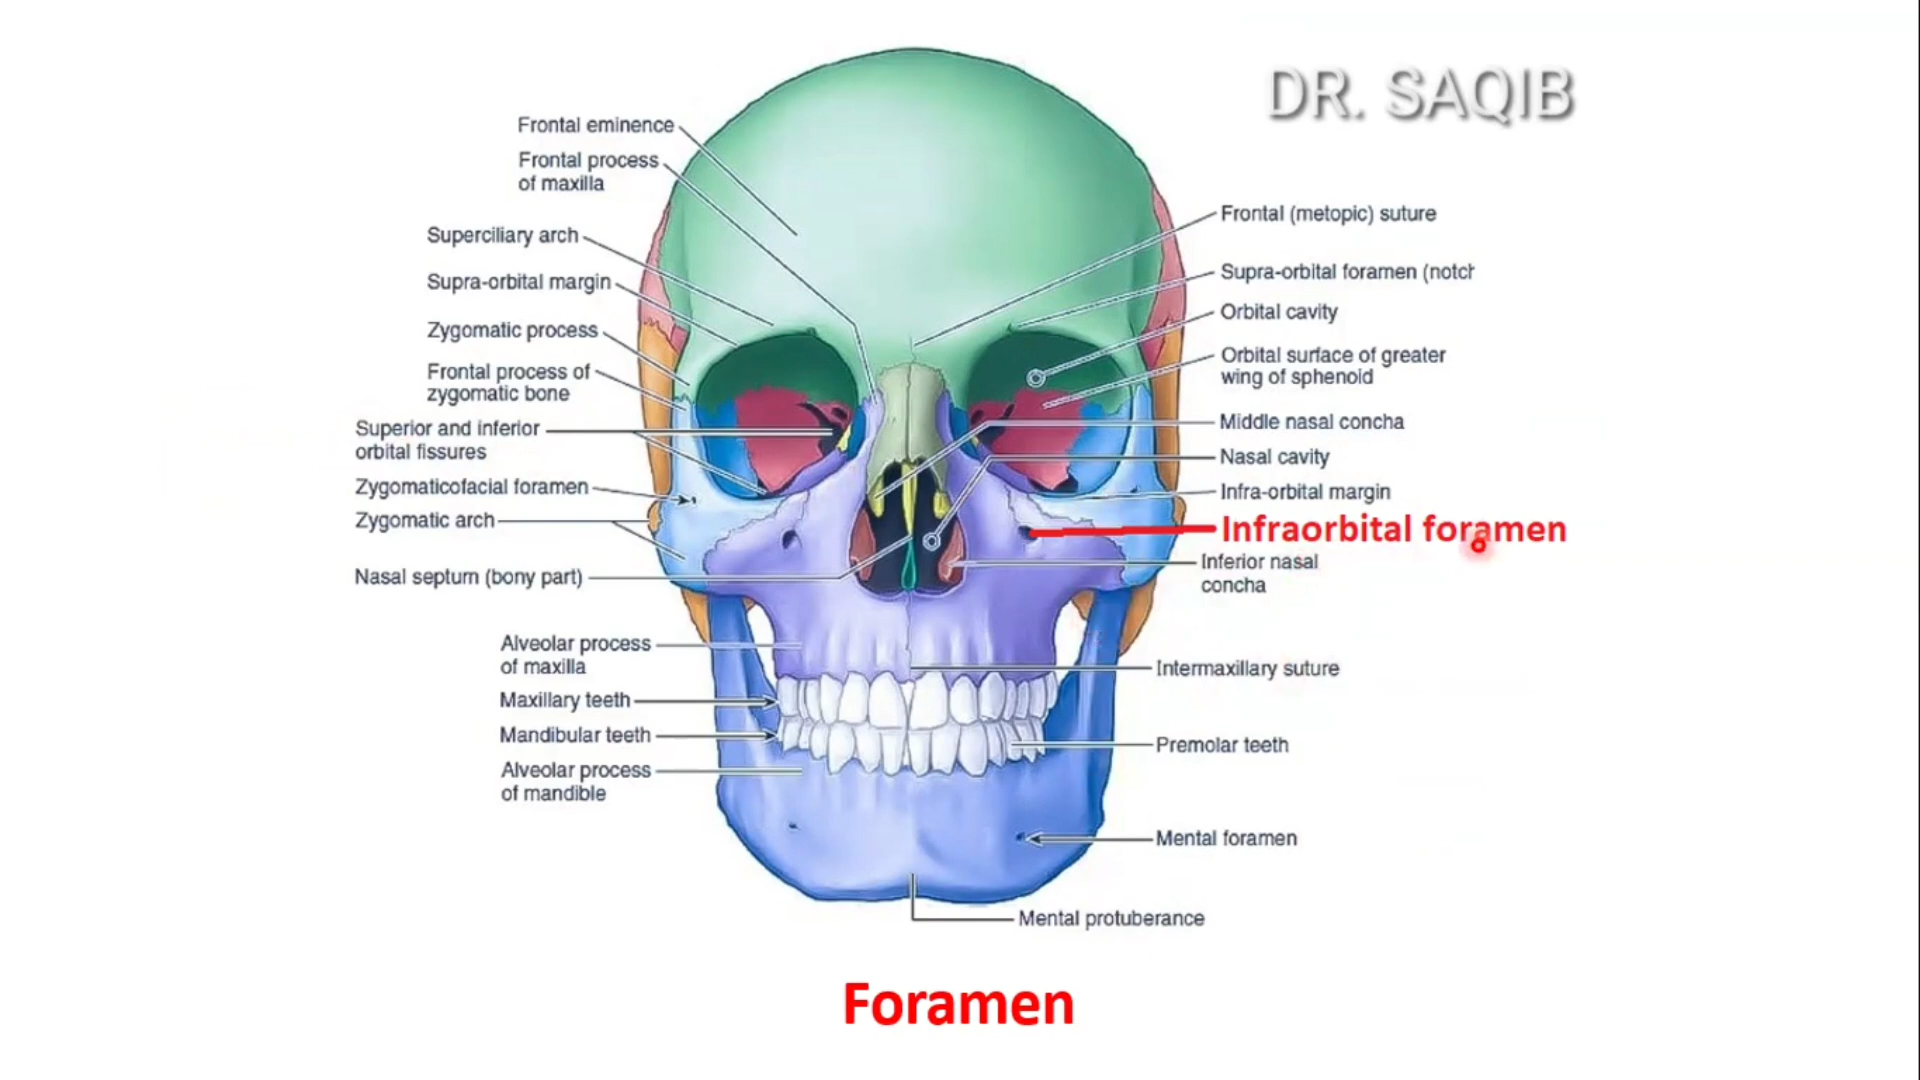 DR. SAQIB
Frontal eminence
Frontal process
of maxilla
Superciliary arch
Supra-orbital margin
Zygomatic process
Frontal process of
zygomatic bone
Superior and inferior
orbital fissures
Zygomaticofacial foramen
Zygomatic arch
Nasal septum (bony part)
Alveolar process
of maxilla
Maxillary teeth
Mandibular teeth
Alveolar process
of mandible
Frontal (metopic) suture
Supra-orbital foramen (notch
Orbital cavity
Orbital surface of greater
wing of sphenoid
Middle nasal concha
Nasal cavity
Infra-orbital margin
Infraorbital foramen
Inferior nasal
concha
Intermaxillary suture
Premolar teeth
Mental foramen
Mental protuberance
Foramen